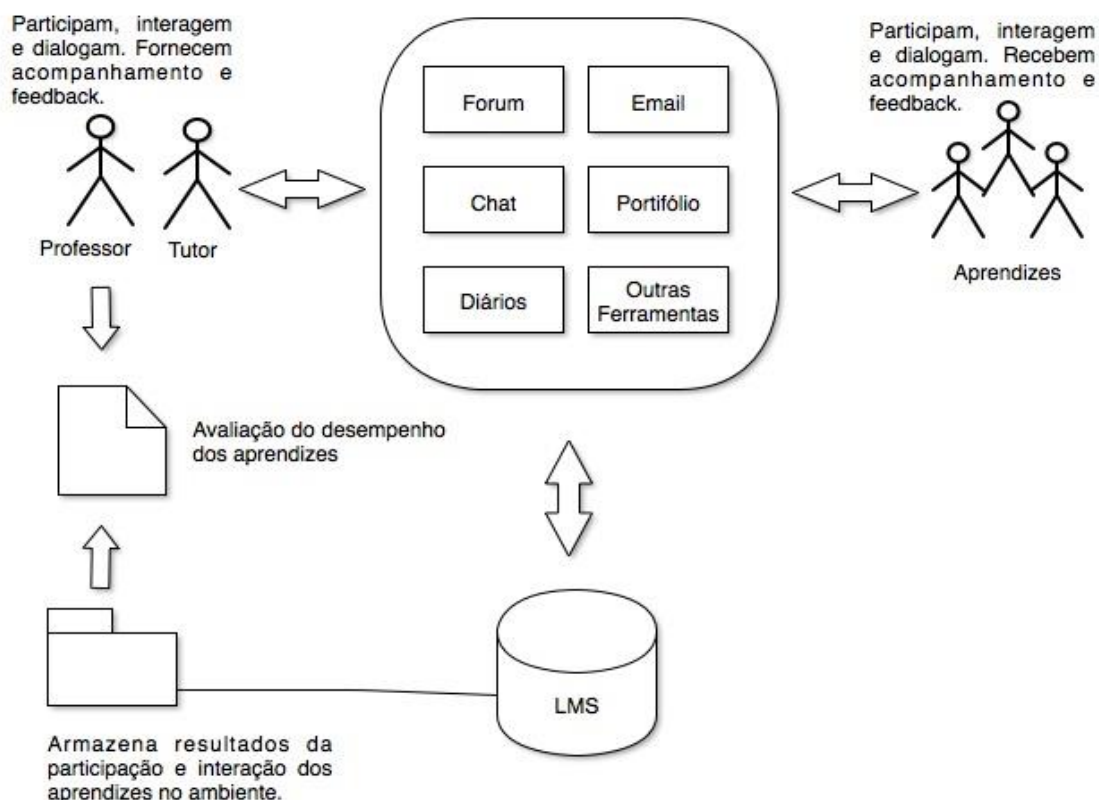 Participam, interagem
e dialogam. Fornecem
acompanhamento e
feedback.
Professor
Tutor
Forum
Email
Chat
Portifólio
Diários
Outras
Ferramentas
Participam, interagem
e dialogam. Recebem
acompanhamento e
feedback.
Aprendizes
Avaliação do desempenho
dos aprendizes
LMS
Armazena resultados da
participação e interação dos
aprendizes no ambiente.